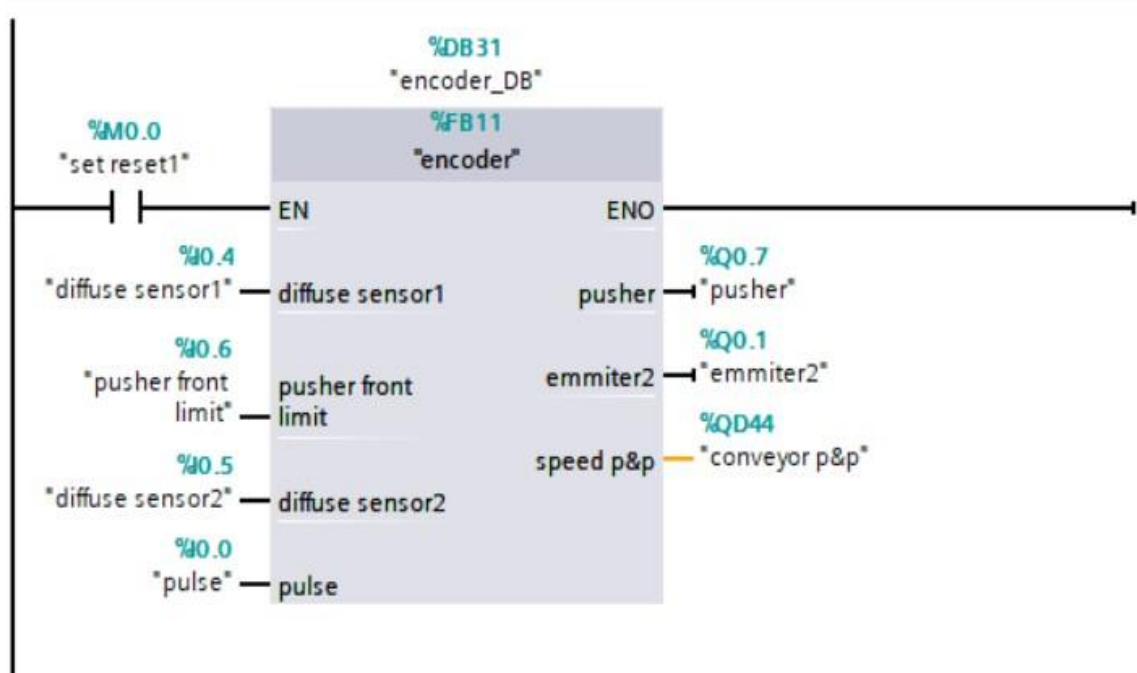 %DB31
"encoder_DB"
%FB11
"encoder"
%M0.0
"set reset1"
EN
ENO
%I0.4
"diffuse sensor1"
diffuse sensor1
pusher
%Q0.7
"pusher"
%I0.6
"pusher front
limit"
pusher front
limit
emmiter2
%Q0.1
"emmiter2"
%I0.5
"diffuse sensor2"
diffuse sensor2
speed p&p
%QD44
"conveyor p&p"
%I0.0
"pulse"
pulse